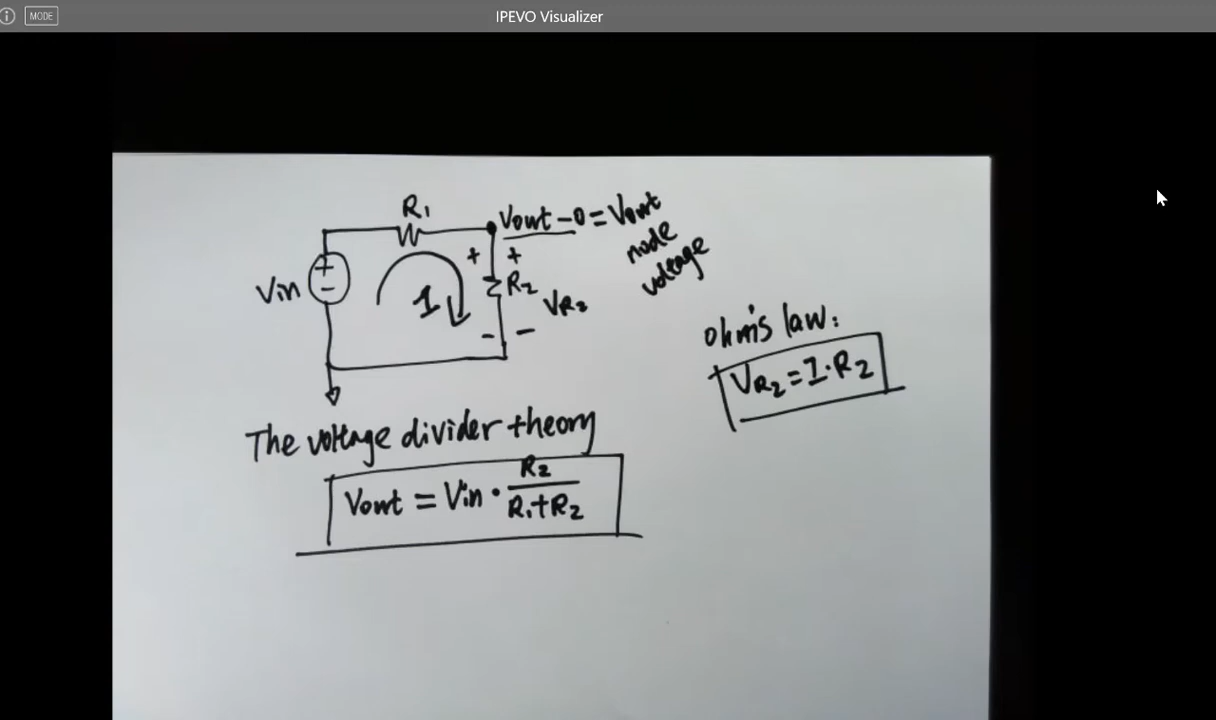 MODE
IPEVO Visualizer
R₁
Vout - 0 = Vout
node
voltage
+ +
Vin
+
-
I
R₂
VR₂
- -
ohm's law:
VR₂ = I·R₂
The voltage divider theory
Vout = Vin · R₂ / R₁+R₂